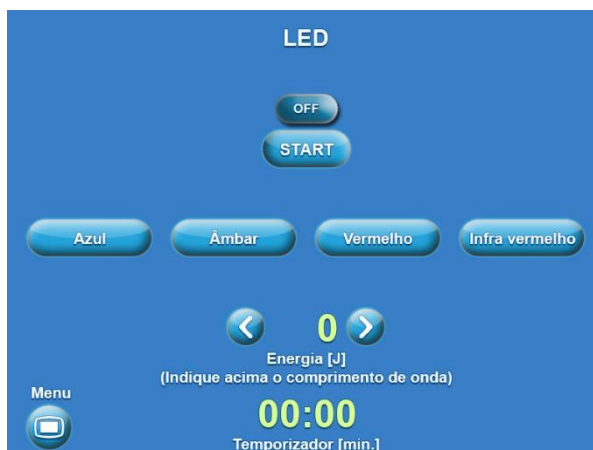 LED
OFF
START
Azul Âmbar Vermelho Infra vermelho
0
Energia [J]
(Indique acima o comprimento de onda)
Menu
00:00
Temporizador [min.]